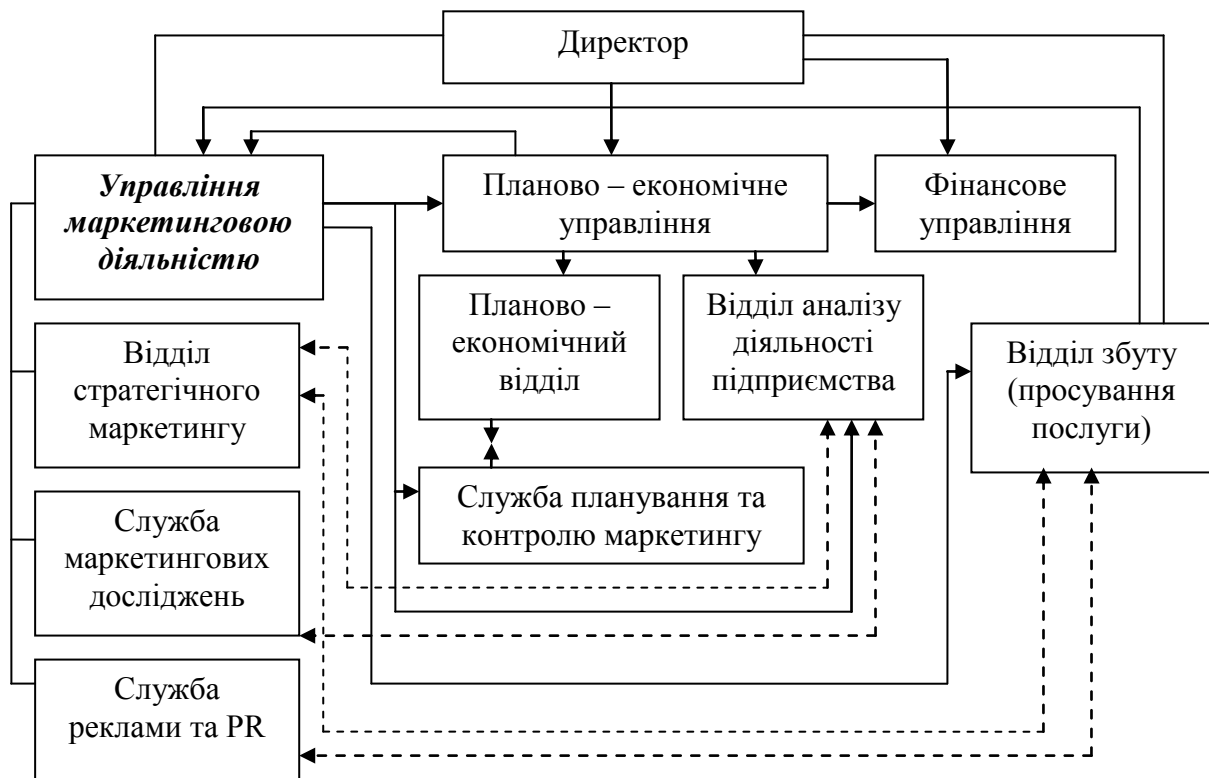 Директор
Управління
маркетинговою
діяльністю
Планово – економічне
управління
Фінансове
управління
Планово –
економічний
відділ
Відділ аналізу
діяльності
підприємства
Відділ збуту
(просування
послуги)
Відділ
стратегічного
маркетингу
Служба планування та
контролю маркетингу
Служба
маркетингових
досліджень
Служба
реклами та PR